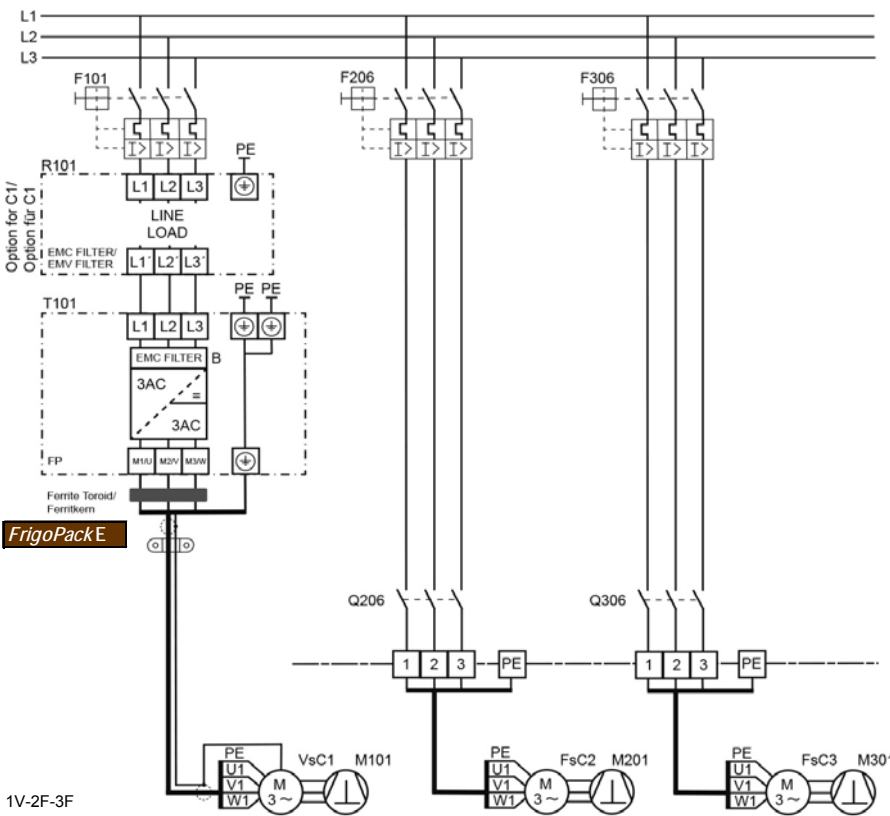 L1
L2
L3
F101
F206
F306
I> I> I>
I> I> I>
I> I> I>
PE
R101
L1 L2 L3
LINE
LOAD
Option for C1/
Option für C1
EMC FILTER/
EMV FILTER
L1´ L2´ L3´
PE PE
T101
L1 L2 L3
EMC FILTER B
3AC
=
3AC
FP
M1/U M2/V M3/W
Ferrite Toroid/
Ferritkern
FrigoPack E
Q206
Q306
1 2 3 PE
1 2 3 PE
PE VsC1 M101
U1
V1
W1
M
3~
PE FsC2 M201
U1
V1
W1
M
3~
PE FsC3 M301
U1
V1
W1
M
3~
1V-2F-3F